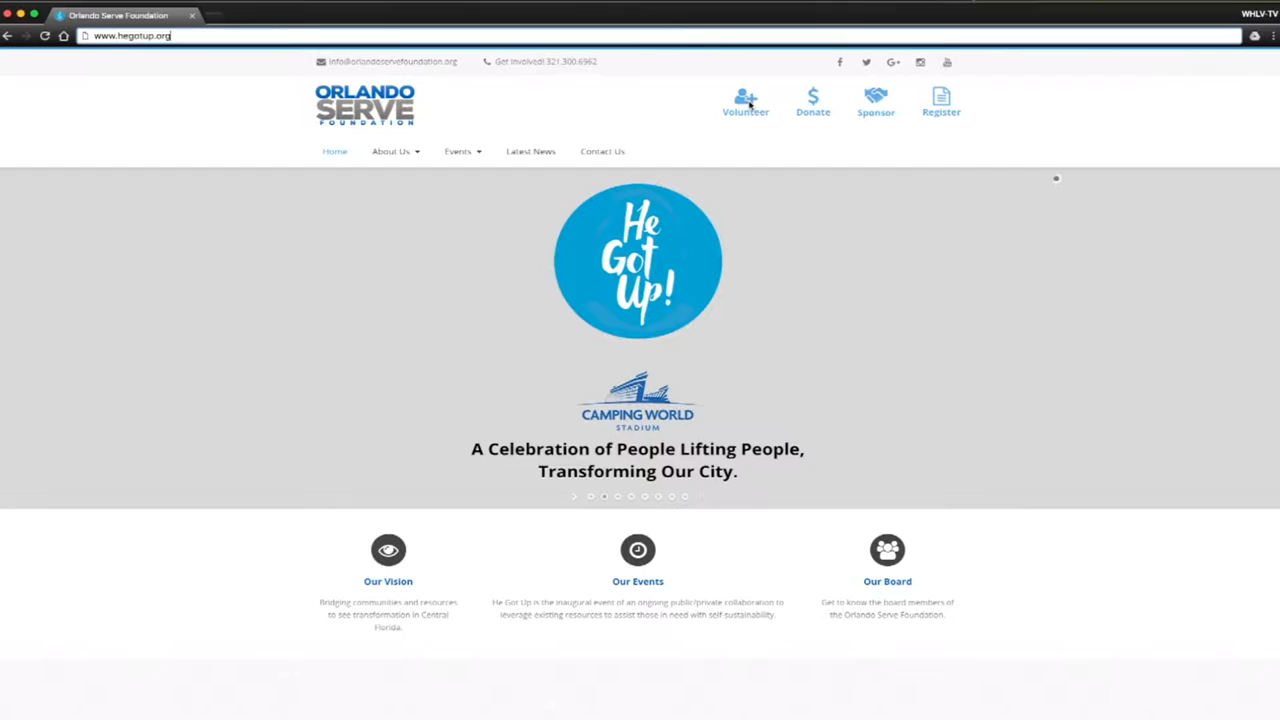 Orlando Serve Foundation
WHLV-TV
www.hegotup.org
info@orlandoservefoundation.org
Get Involved! 321.300.6962
ORLANDO
SERVE
FOUNDATION
Volunteer
Donate
Sponsor
Register
Home
About Us
Events
Latest News
Contact Us
He
Got
Up!
CAMPING WORLD
STADIUM
A Celebration of People Lifting People,
Transforming Our City.
Our Vision
Bridging communities and resources
to see transformation in Central
Florida.
Our Events
He Got Up is the inaugural event of an ongoing public/private collaboration to
leverage existing resources to assist those in need with self sustainability.
Our Board
Get to know the board members of
the Orlando Serve Foundation.